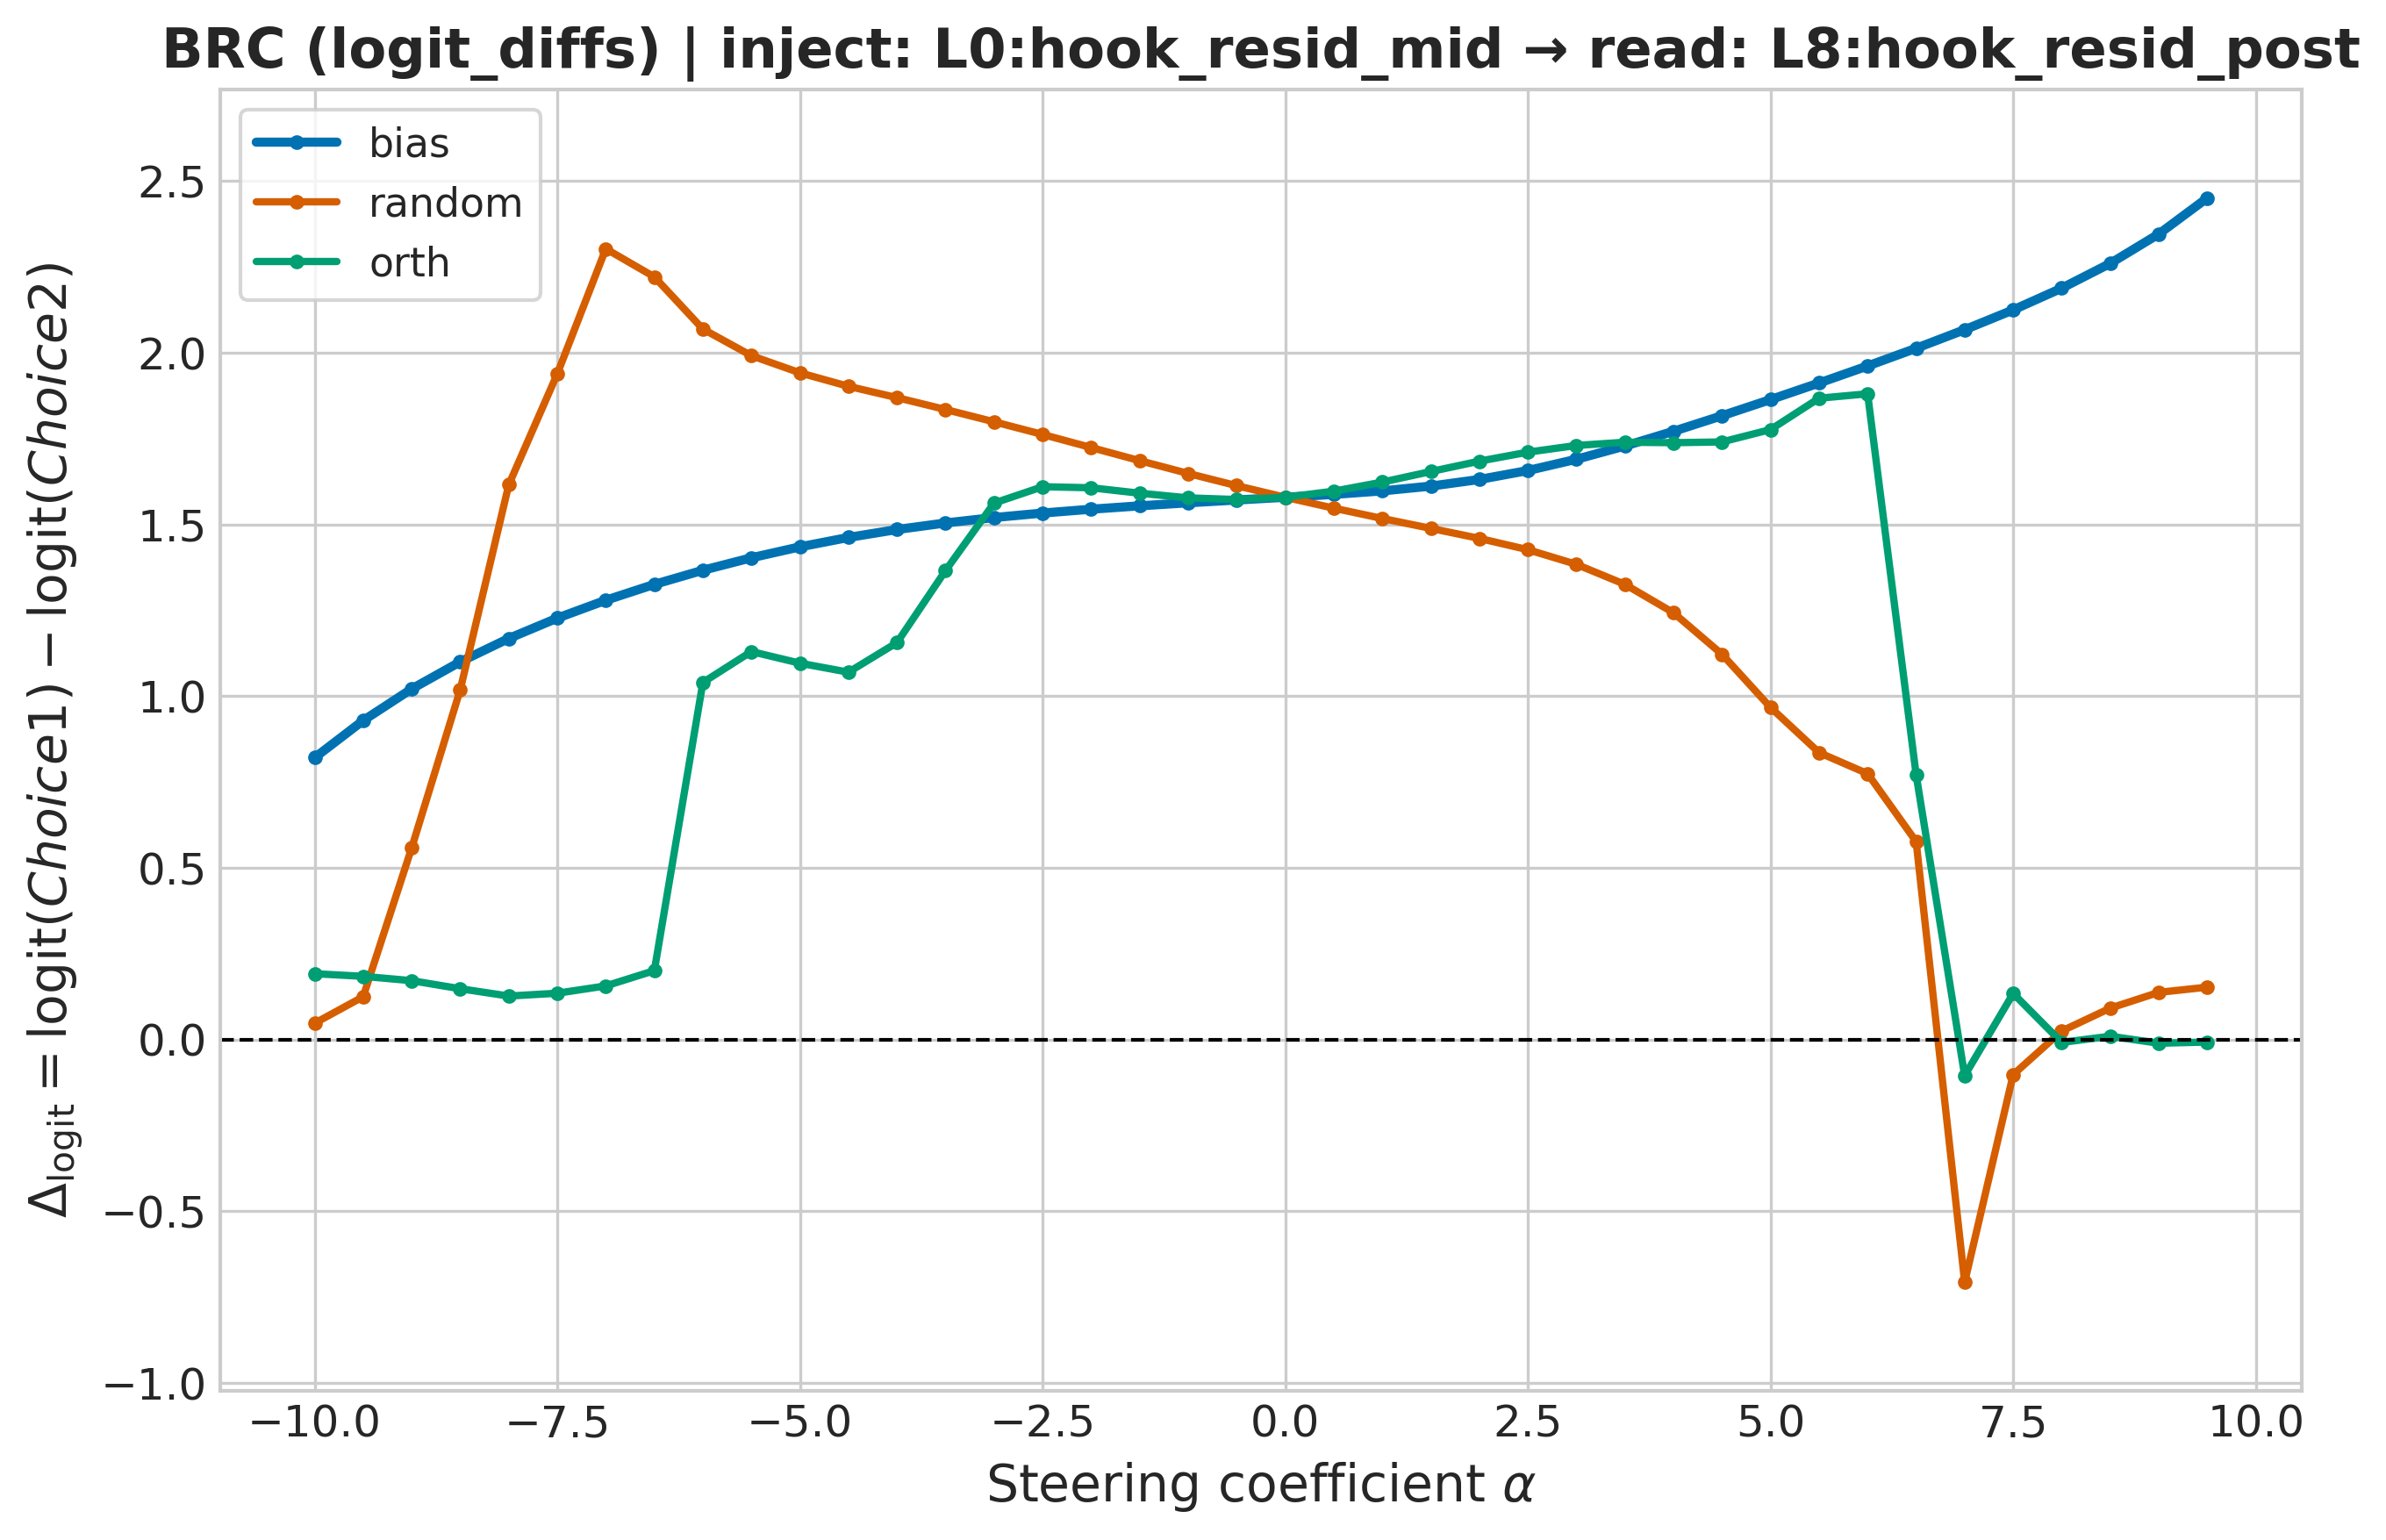 BRC (logit_diffs) | inject: L0:hook_resid_mid → read: L8:hook_resid_post
bias
random
orth
Δlogit = logit(Choice1) − logit(Choice2)
2.5
2.0
1.5
1.0
0.5
0.0
−0.5
−1.0
−10.0 −7.5 −5.0 −2.5 0.0 2.5 5.0 7.5 10.0
Steering coefficient α